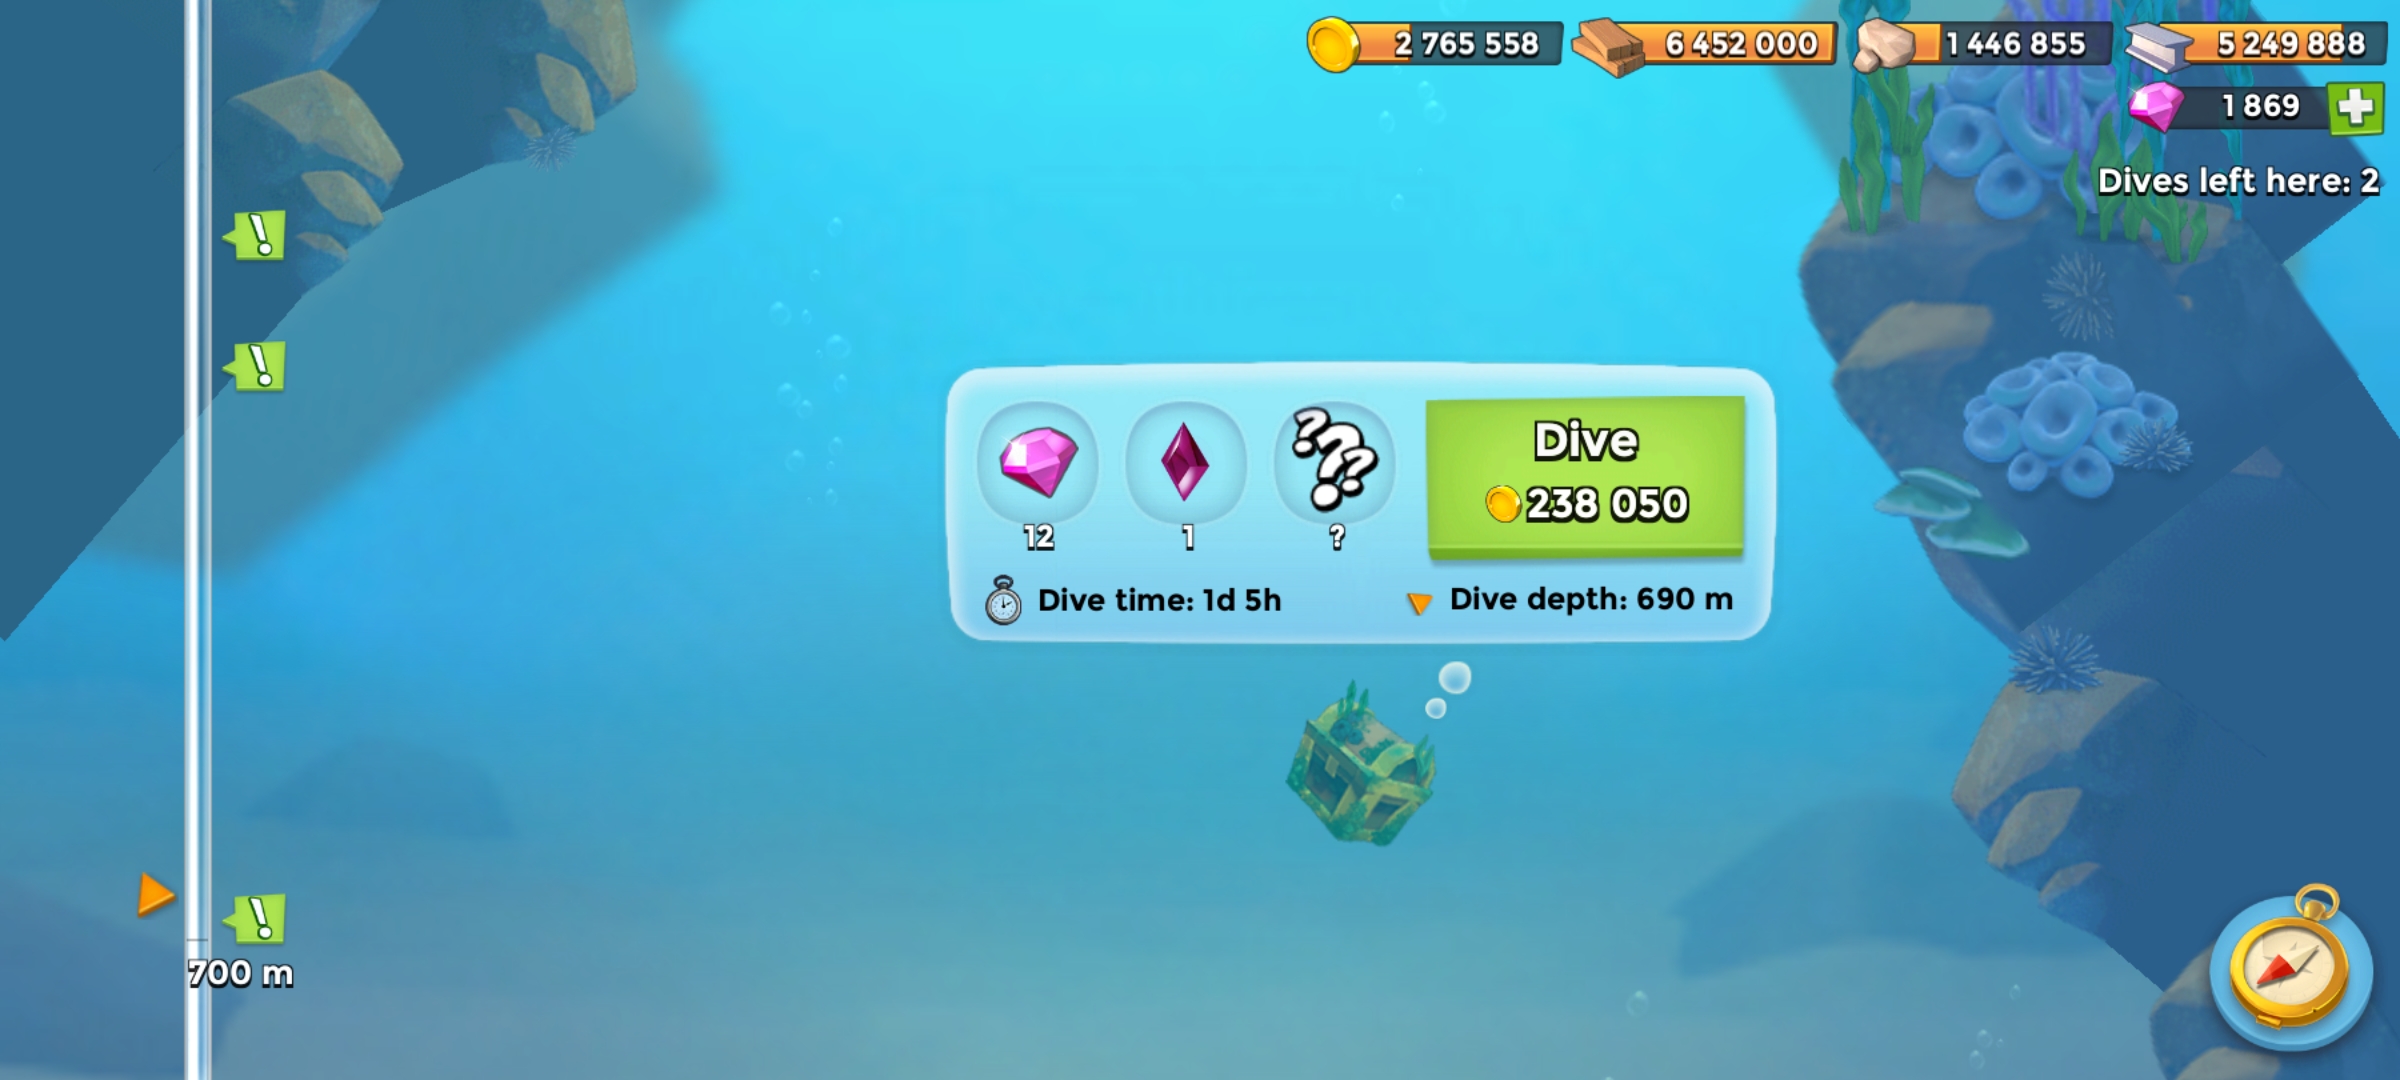 2 765 558
6 452 000
1 446 855
5 249 888
1 869
Dives left here: 2
!
!
Dive
238 050
12
1
????
?
Dive time: 1d 5h
Dive depth: 690 m
!
700 m